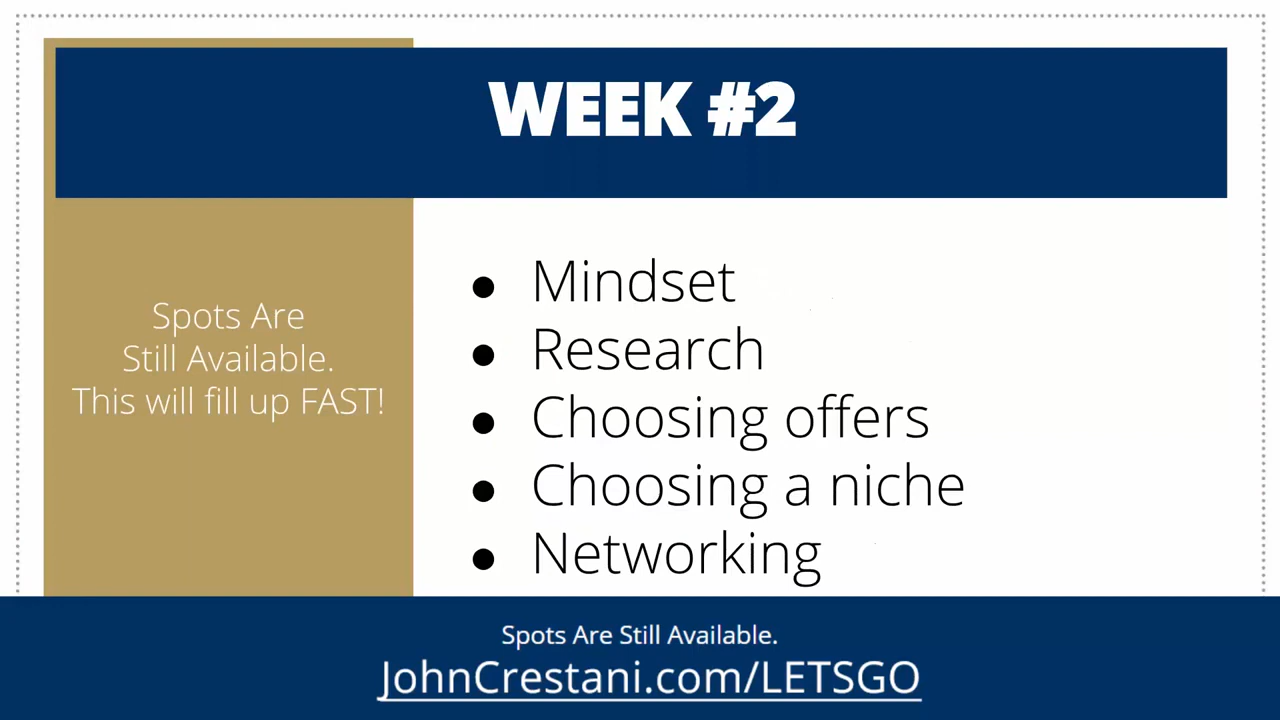 WEEK #2
Spots Are
Still Available.
This will fill up FAST!
● Mindset
● Research
● Choosing offers
● Choosing a niche
● Networking
Spots Are Still Available.
JohnCrestani.com/LETSGO